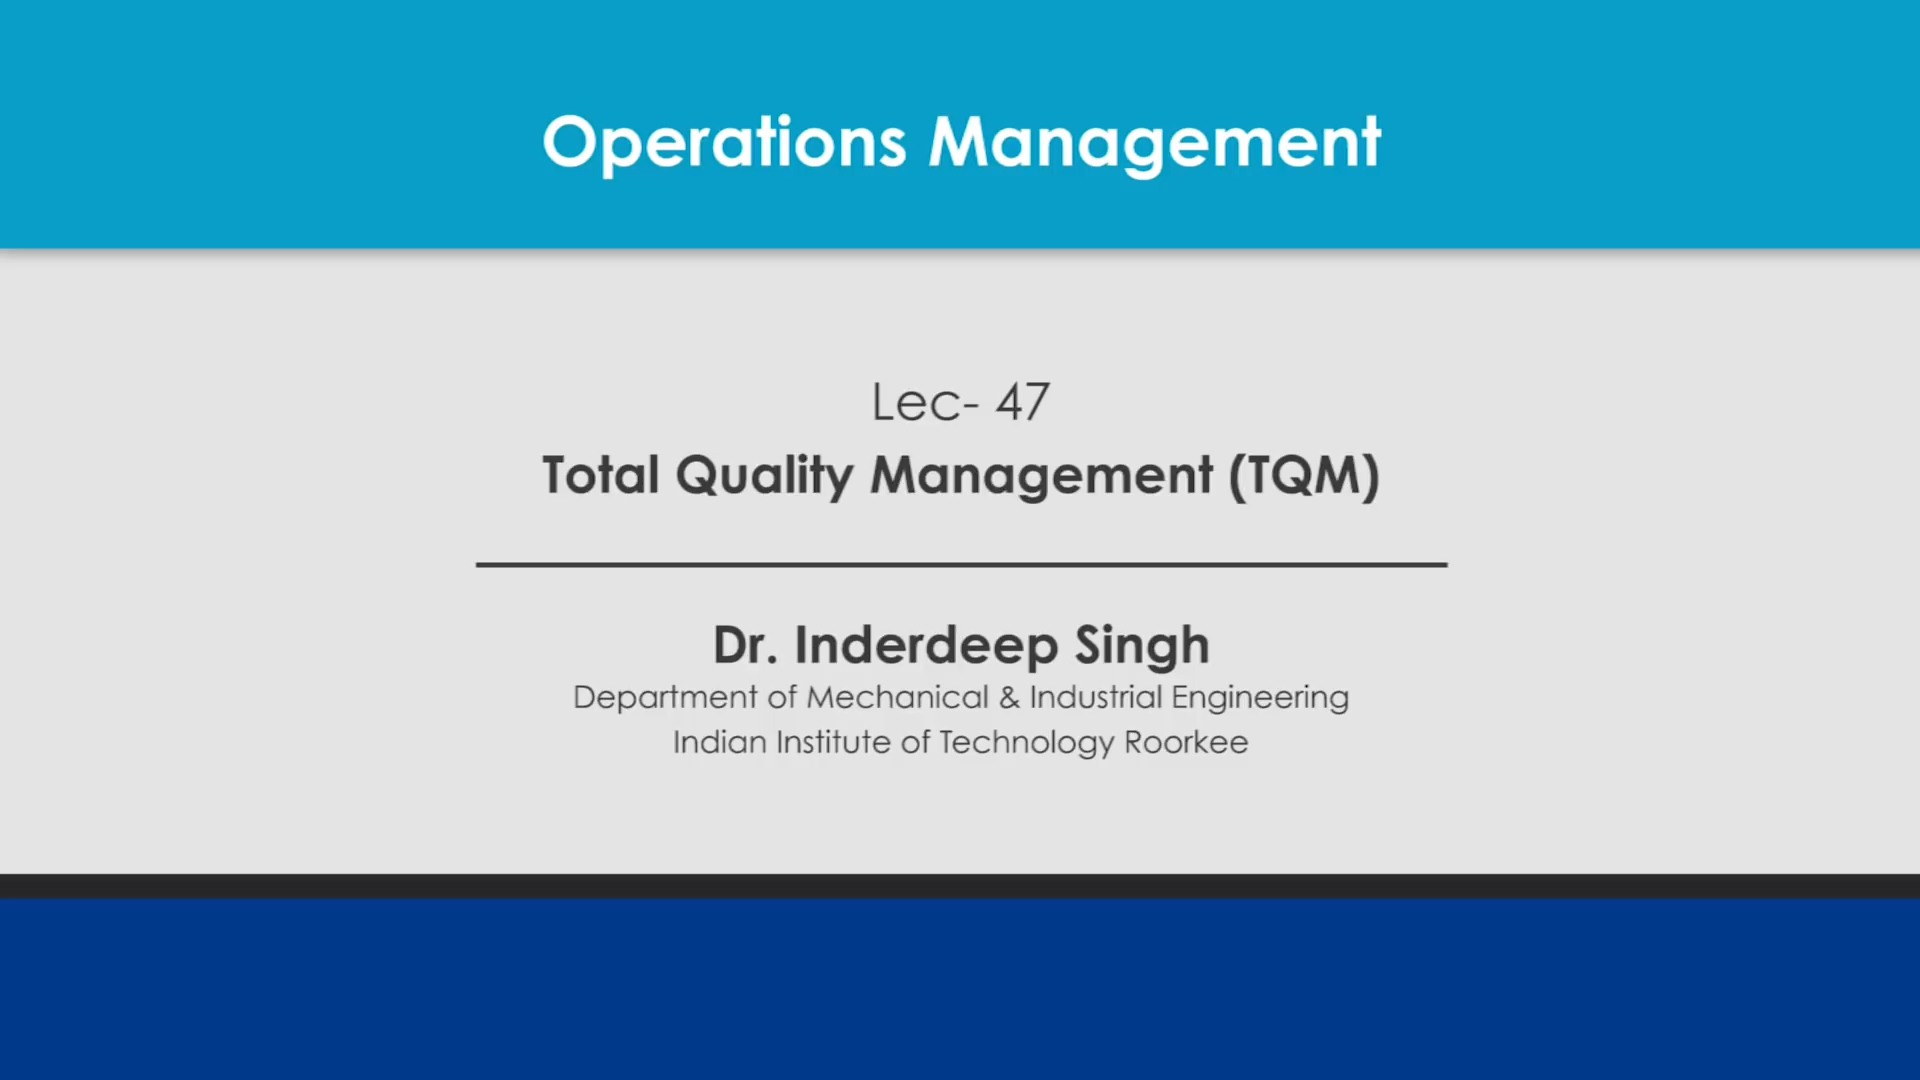 Operations Management
Lec- 47
Total Quality Management (TQM)
Dr. Inderdeep Singh
Department of Mechanical & Industrial Engineering
Indian Institute of Technology Roorkee